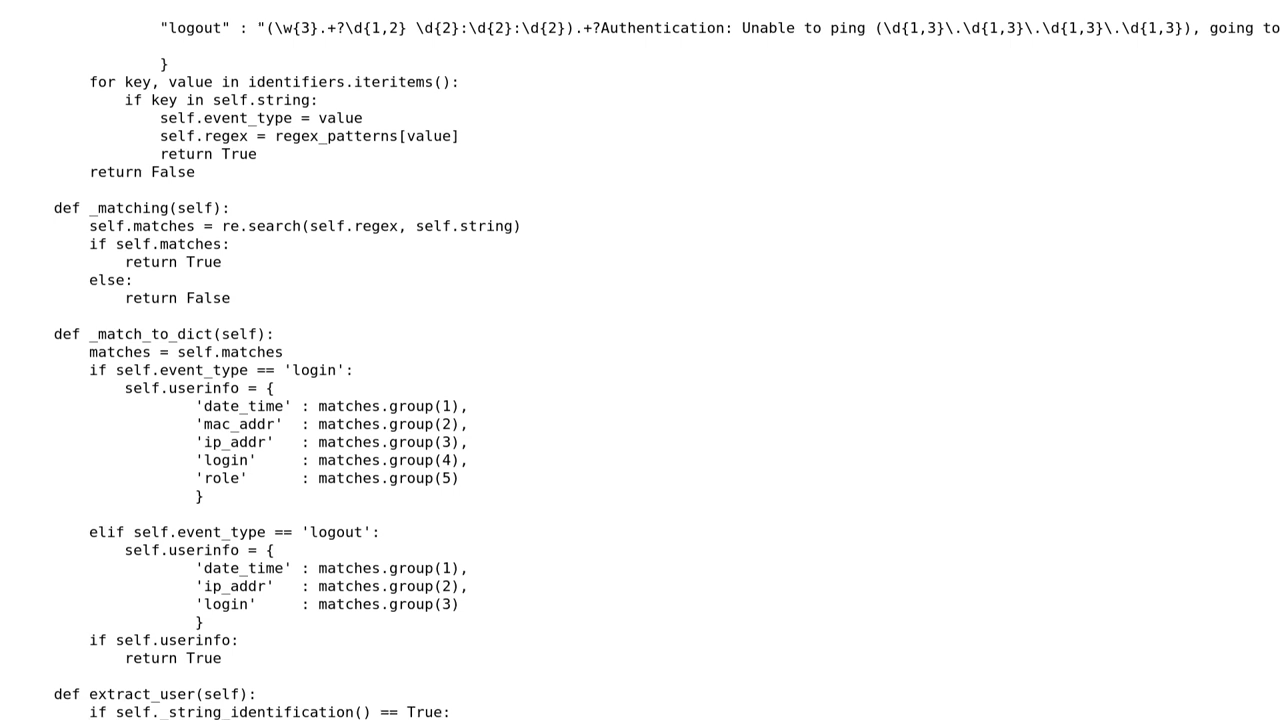 "logout" : "(\w{3}.+?\d{1,2} \d{2}:\d{2}:\d{2}).+?Authentication: Unable to ping (\d{1,3}\.\d{1,3}\.\d{1,3}\.\d{1,3}), going to
            }
    for key, value in identifiers.iteritems():
        if key in self.string:
            self.event_type = value
            self.regex = regex_patterns[value]
            return True
    return False

def _matching(self):
    self.matches = re.search(self.regex, self.string)
    if self.matches:
        return True
    else:
        return False

def _match_to_dict(self):
    matches = self.matches
    if self.event_type == 'login':
        self.userinfo = {
                'date_time' : matches.group(1),
                'mac_addr'  : matches.group(2),
                'ip_addr'   : matches.group(3),
                'login'     : matches.group(4),
                'role'      : matches.group(5)
                }

    elif self.event_type == 'logout':
        self.userinfo = {
                'date_time' : matches.group(1),
                'ip_addr'   : matches.group(2),
                'login'     : matches.group(3)
                }
    if self.userinfo:
        return True

def extract_user(self):
    if self._string_identification() == True: